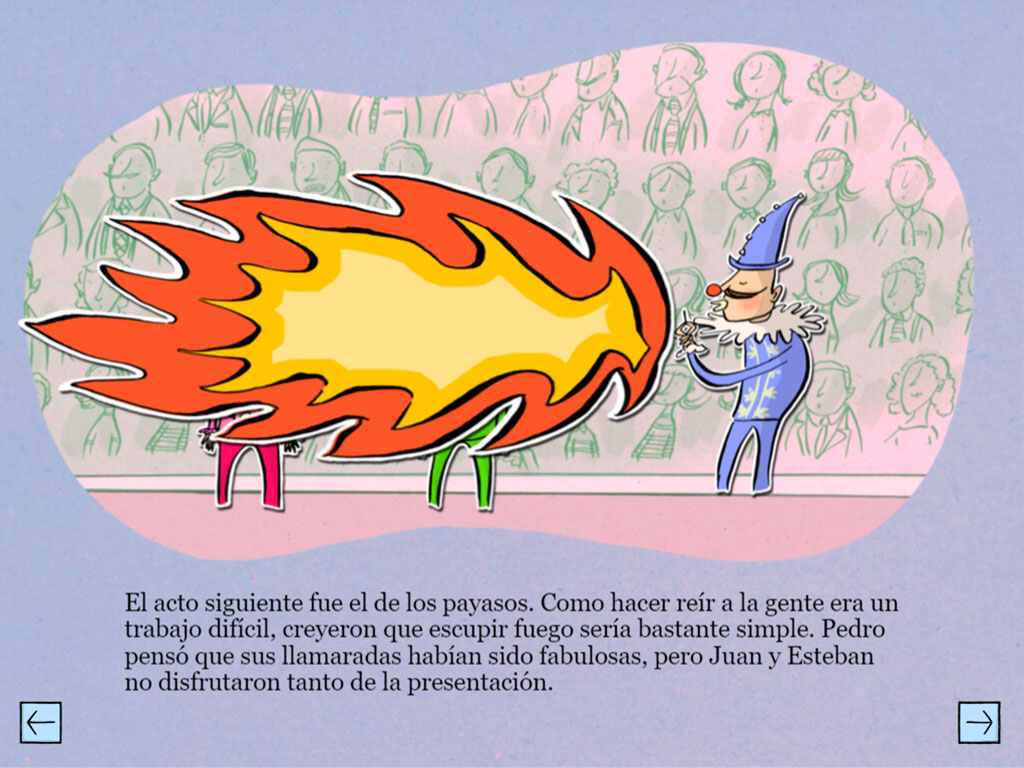 El acto siguiente fue el de los payasos. Como hacer reír a la gente era un
trabajo difícil, creyeron que escupir fuego sería bastante simple. Pedro
pensó que sus llamaradas habían sido fabulosas, pero Juan y Esteban
no disfrutaron tanto de la presentación.